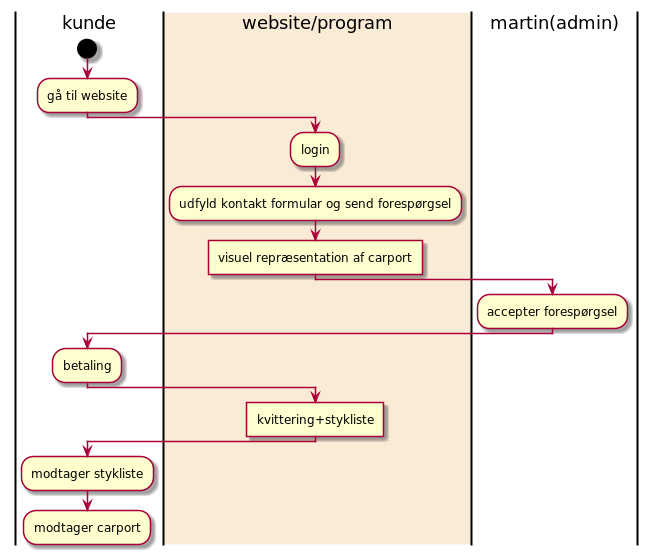 kunde
website/program
martin(admin)
gå til website
login
udfyld kontakt formular og send forespørgsel
visuel repræsentation af carport
accepter forespørgsel
betaling
kvittering+stykliste
modtager stykliste
modtager carport